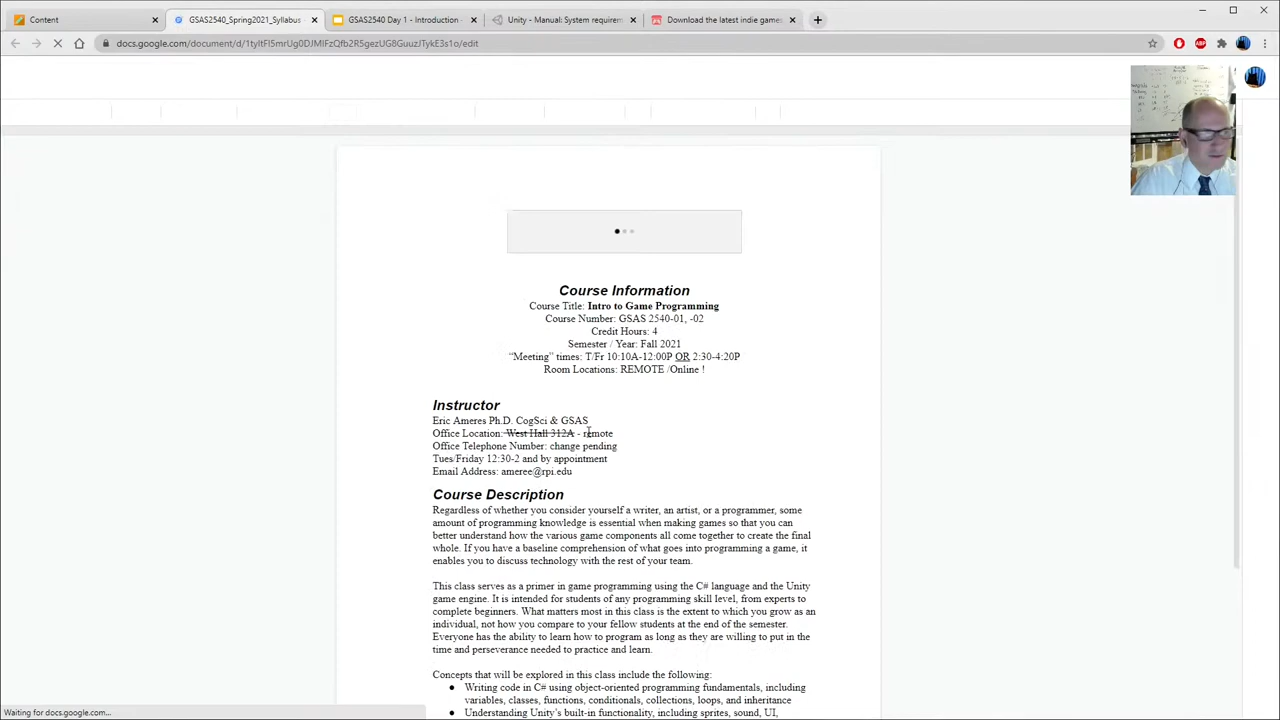 Content
GSAS2540_Spring2021_Syllabus
GSAS2540 Day 1 - Introduction
Unity - Manual: System requirem
Download the latest indie games
docs.google.com/document/d/1tyItFI5mrUg0DJMIFzQfb2R5gezUG8GuuzJTykE3s1o/edit
Course Information
Course Title: Intro to Game Programming
Course Number: GSAS 2540-01, -02
Credit Hours: 4
Semester / Year: Fall 2021
“Meeting” times: T/Fr 10:10A-12:00P OR 2:30-4:20P
Room Locations: REMOTE /Online !
Instructor
Eric Ameres Ph.D. CogSci & GSAS
Office Location: West Hall 312A - remote
Office Telephone Number: change pending
Tues/Friday 12:30-2 and by appointment
Email Address: ameree@rpi.edu
Course Description
Regardless of whether you consider yourself a writer, an artist, or a programmer, some
amount of programming knowledge is essential when making games so that you can
better understand how the various game components all come together to create the final
whole. If you have a baseline comprehension of what goes into programming a game, it
enables you to discuss technology with the rest of your team.
This class serves as a primer in game programming using the C# language and the Unity
game engine. It is intended for students of any programming skill level, from experts to
complete beginners. What matters most in this class is the extent to which you grow as an
individual, not how you compare to your fellow students at the end of the semester.
Everyone has the ability to learn how to program as long as they are willing to put in the
time and perseverance needed to practice and learn.
Concepts that will be explored in this class include the following:
● Writing code in C# using object-oriented programming fundamentals, including
variables, classes, functions, conditionals, collections, loops, and inheritance
● Understanding Unity’s built-in functionality, including sprites, sound, UI,
Waiting for docs.google.com...